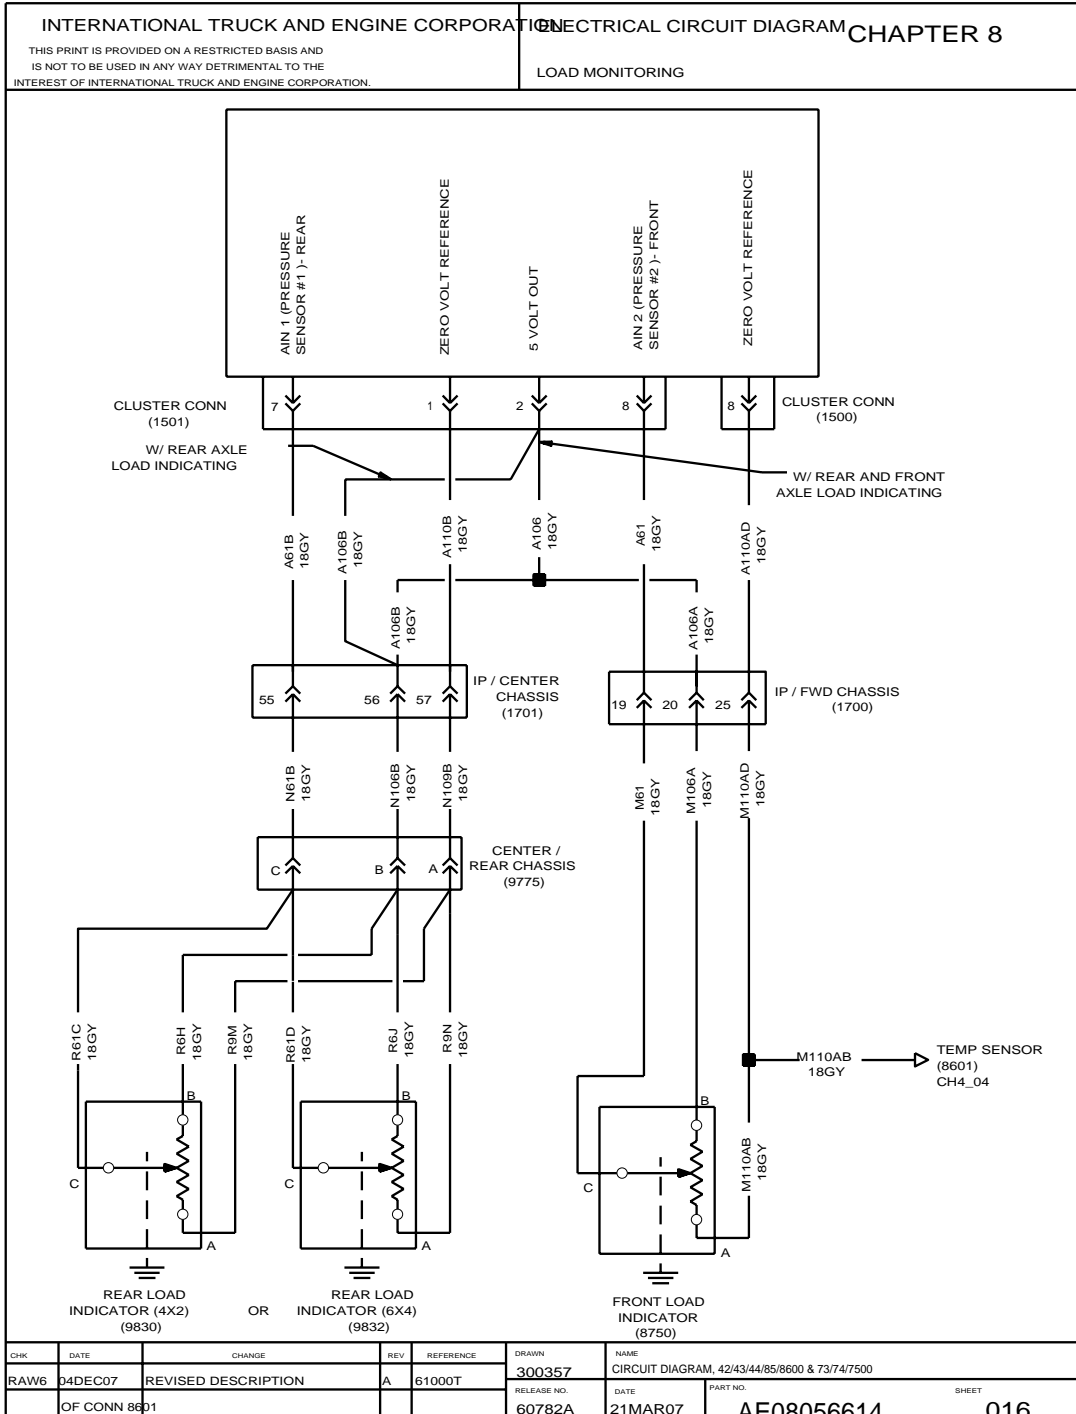 INTERNATIONAL TRUCK AND ENGINE CORPORATION
THIS PRINT IS PROVIDED ON A RESTRICTED BASIS AND
IS NOT TO BE USED IN ANY WAY DETRIMENTAL TO THE
INTEREST OF INTERNATIONAL TRUCK AND ENGINE CORPORATION.
ELECTRICAL CIRCUIT DIAGRAM
CHAPTER 8
LOAD MONITORING
AIN 1 (PRESSURE
SENSOR #1 )- REAR
ZERO VOLT REFERENCE
5 VOLT OUT
AIN 2 (PRESSURE
SENSOR #2 )- FRONT
ZERO VOLT REFERENCE
CLUSTER CONN
(1501)
7
1
2
8
8
CLUSTER CONN
(1500)
W/ REAR AXLE
LOAD INDICATING
W/ REAR AND FRONT
AXLE LOAD INDICATING
A61B
18GY
A106B
18GY
A110B
18GY
A106
18GY
A61
18GY
A110AD
18GY
A106B
18GY
A106A
18GY
55
56
57
IP / CENTER
CHASSIS
(1701)
19
20
25
IP / FWD CHASSIS
(1700)
N61B
18GY
N106B
18GY
N109B
18GY
M61
18GY
M106A
18GY
M110AD
18GY
C
B
A
CENTER /
REAR CHASSIS
(9775)
R61C
18GY
R6H
18GY
R9M
18GY
R61D
18GY
R6J
18GY
R9N
18GY
M110AB
18GY
TEMP SENSOR
(8601)
CH4_04
M110AB
18GY
B
C
A
B
C
A
B
C
A
REAR LOAD
INDICATOR (4X2)
(9830)
OR
REAR LOAD
INDICATOR (6X4)
(9832)
FRONT LOAD
INDICATOR
(8750)
CHK DATE CHANGE REV REFERENCE
RAW6 04DEC07 REVISED DESCRIPTION A 61000T
OF CONN 8601
DRAWN
300357
NAME
CIRCUIT DIAGRAM, 42/43/44/85/8600 & 73/74/7500
RELEASE NO.
60782A
DATE
21MAR07
PART NO.
AE08056614
SHEET
016